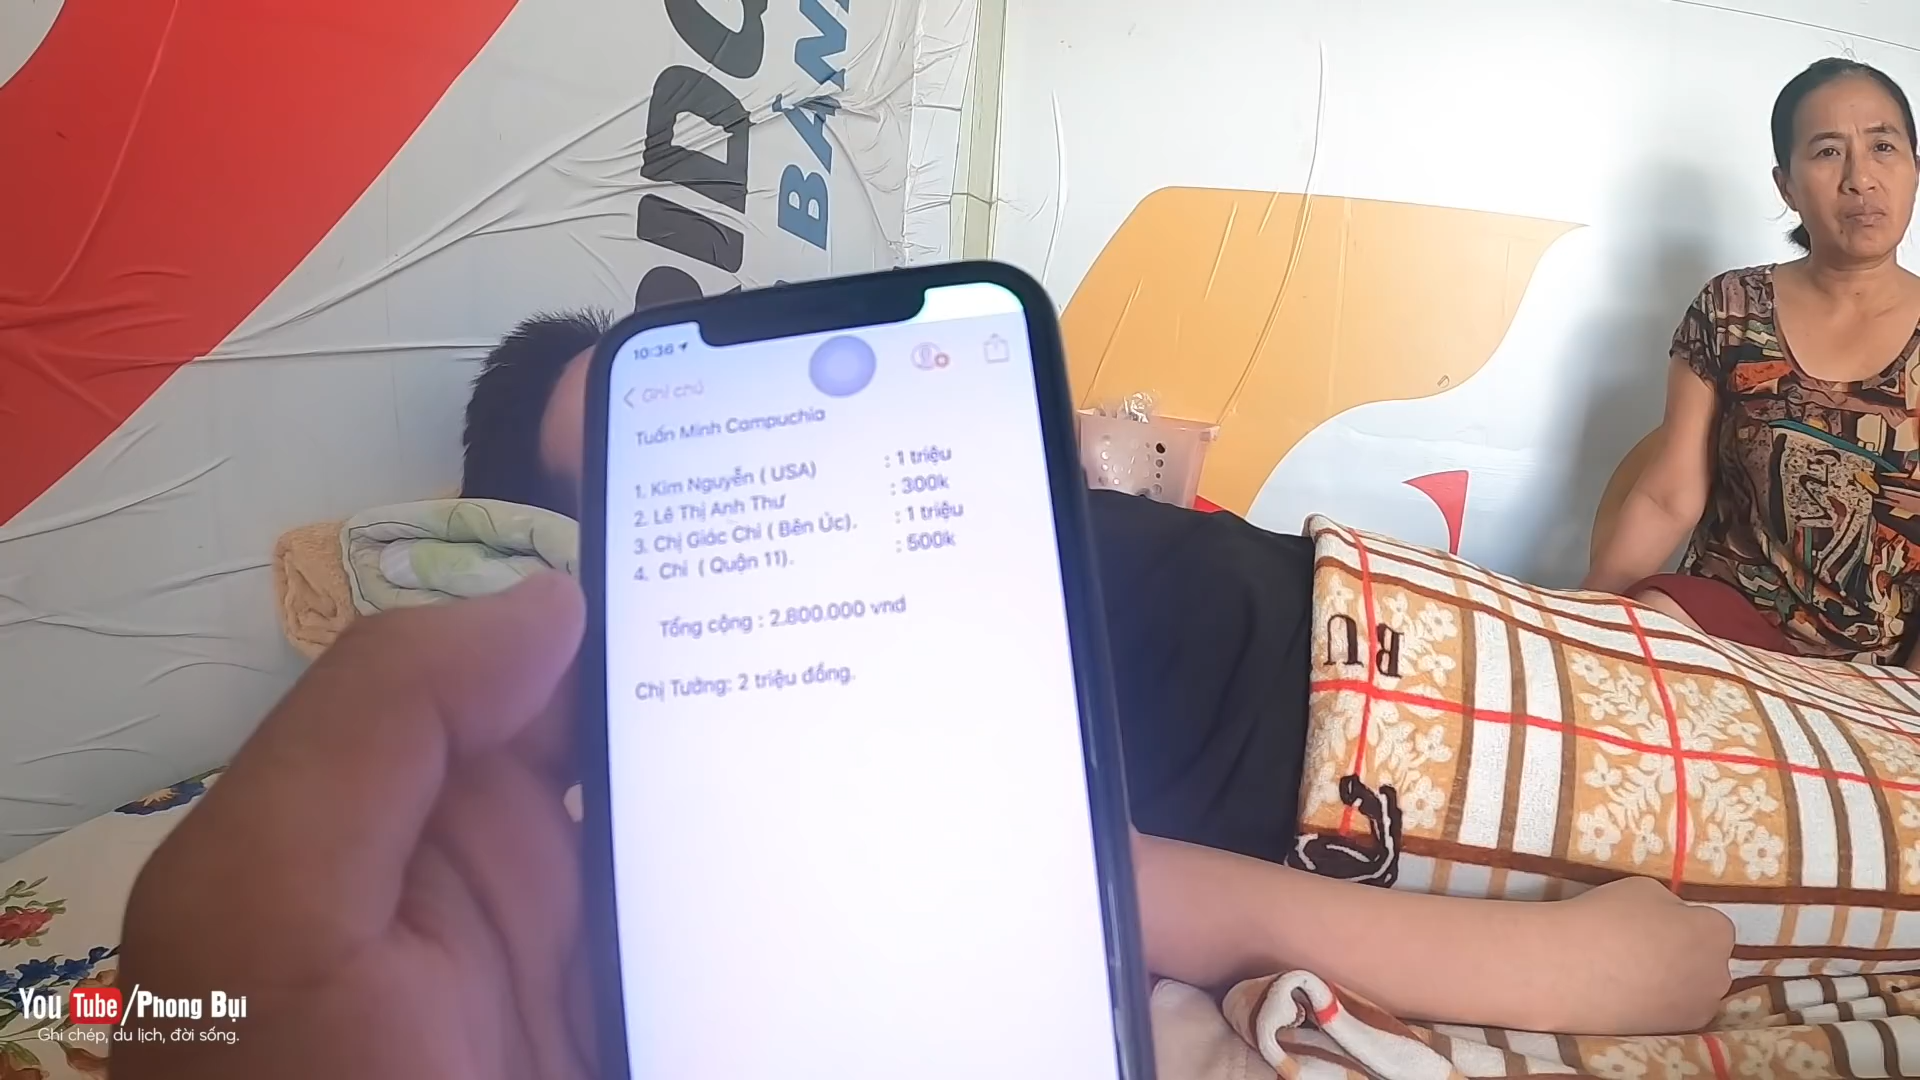 BÁN
10:36
Ghi chú
Tuấn Minh Campuchia
1. Kim Nguyễn ( USA) : 1 triệu
2. Lê Thị Anh Thư : 300k
3. Chị Giác Chi ( Bên Úc). : 1 triệu
4. Chi ( Quận 11). : 500k
Tổng cộng : 2.800.000 vnd
Chị Tường: 2 triệu đồng.
BU
You Tube/Phong Bụi
Ghi chép, du lịch, đời sống.